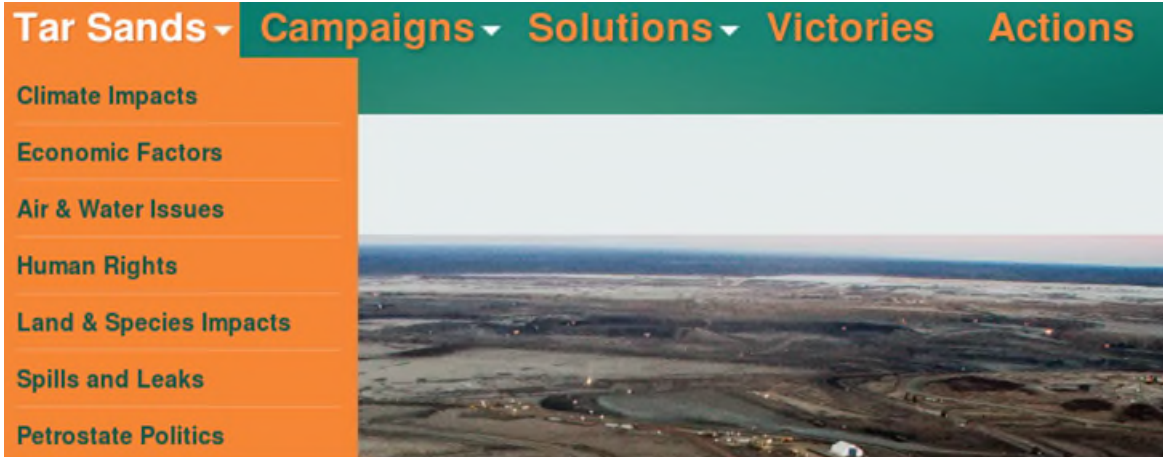 Tar Sands Campaigns Solutions Victories Actions
Climate Impacts
Economic Factors
Air & Water Issues
Human Rights
Land & Species Impacts
Spills and Leaks
Petrostate Politics